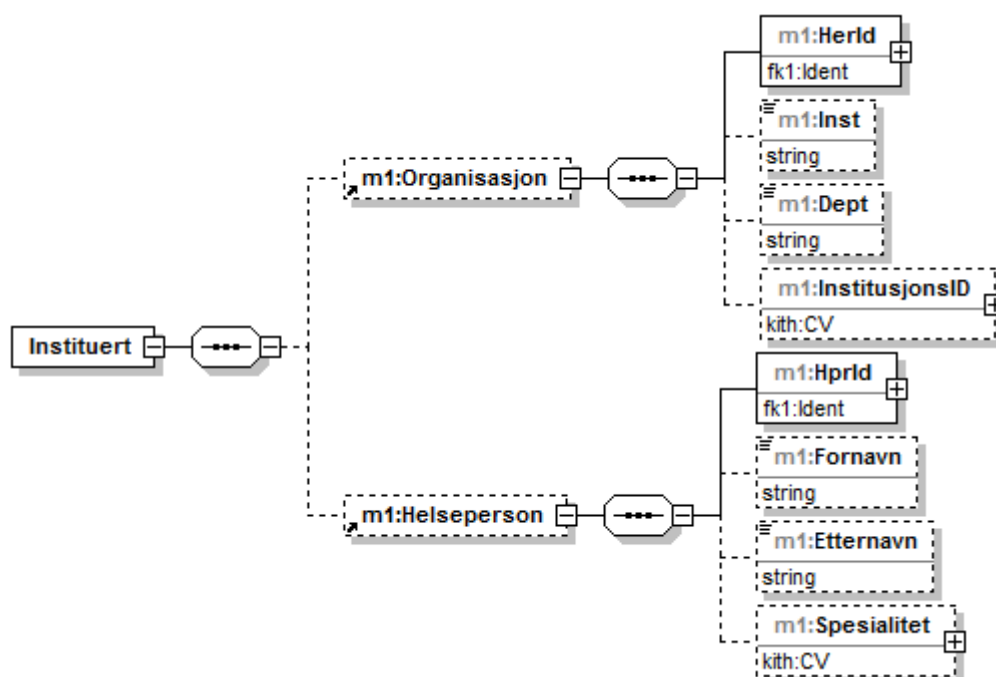 m1:HerId
fk1:Ident
m1:Inst
string
m1:Organisasjon
m1:Dept
string
m1:InstitusjonsID
kith:CV
Instituert
m1:HprId
fk1:Ident
m1:Fornavn
string
m1:Helseperson
m1:Etternavn
string
m1:Spesialitet
kith:CV